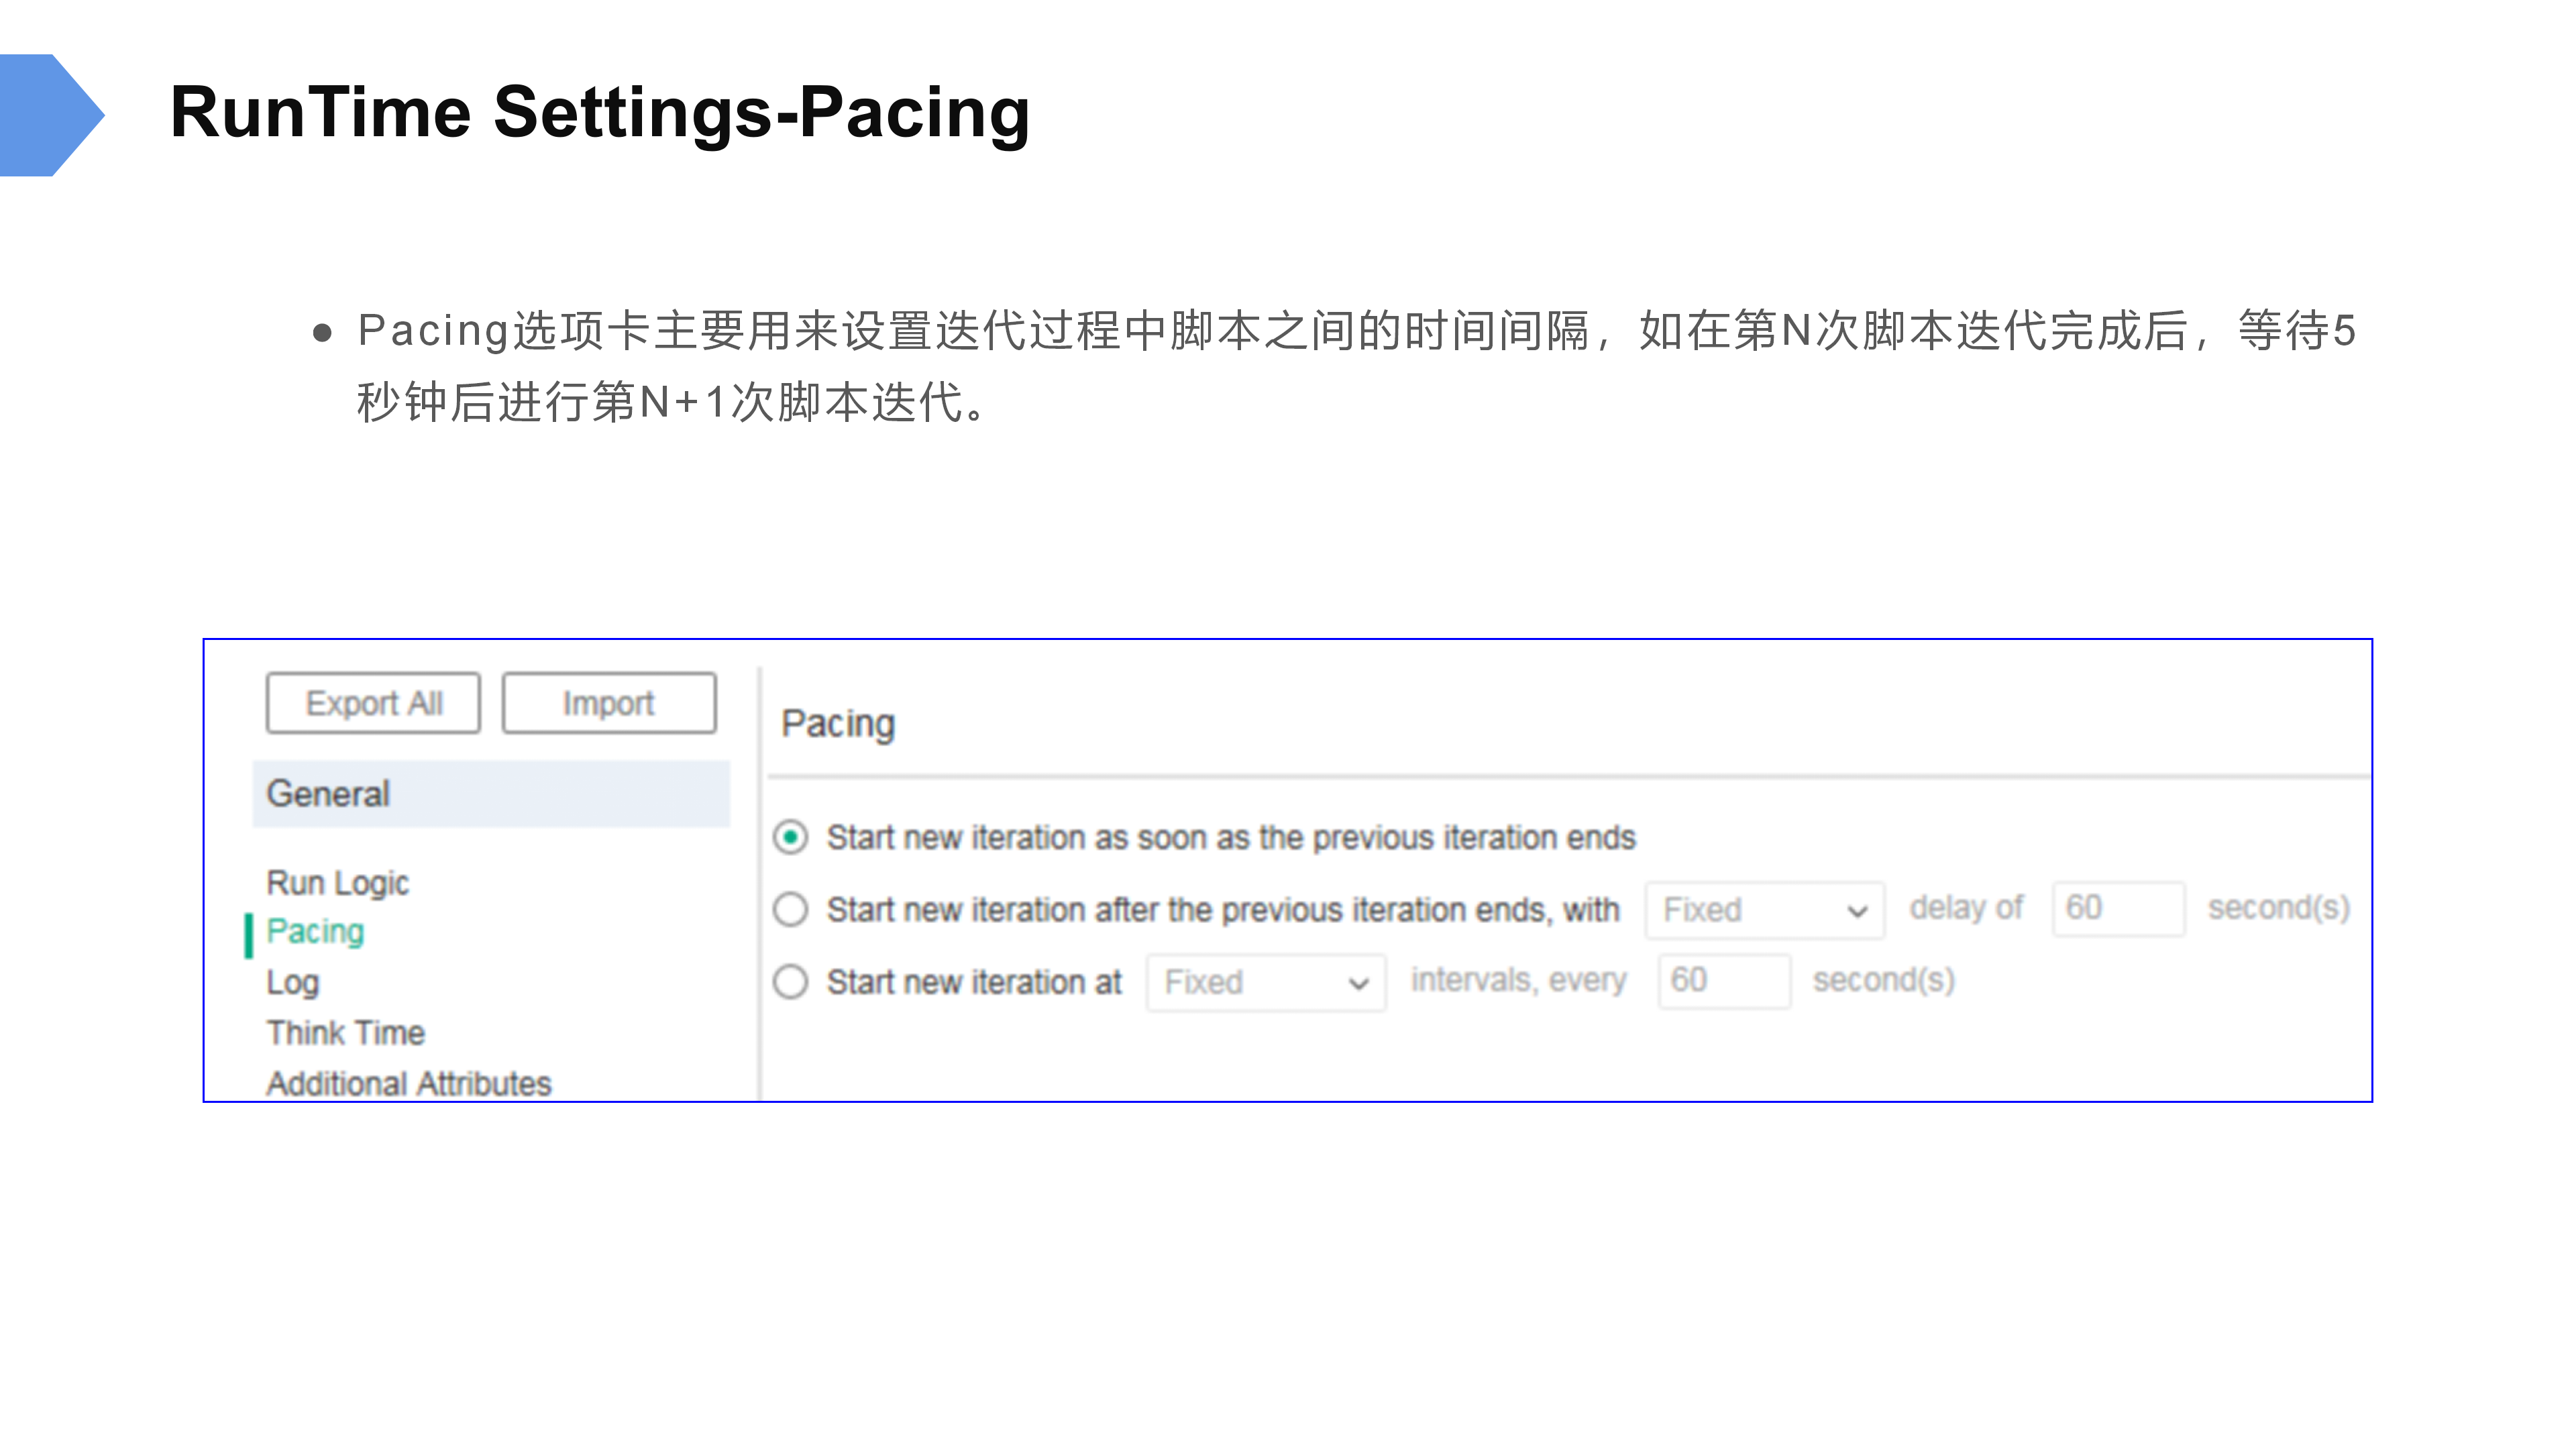 RunTime Settings-Pacing
● Pacing选项卡主要用来设置迭代过程中脚本之间的时间间隔，如在第N次脚本迭代完成后，等待5
秒钟后进行第N+1次脚本迭代。
Export All Import
General
Run Logic
Pacing
Log
Think Time
Additional Attributes
Pacing
Start new iteration as soon as the previous iteration ends
Start new iteration after the previous iteration ends, with Fixed delay of 60 second(s)
Start new iteration at Fixed intervals, every 60 second(s)